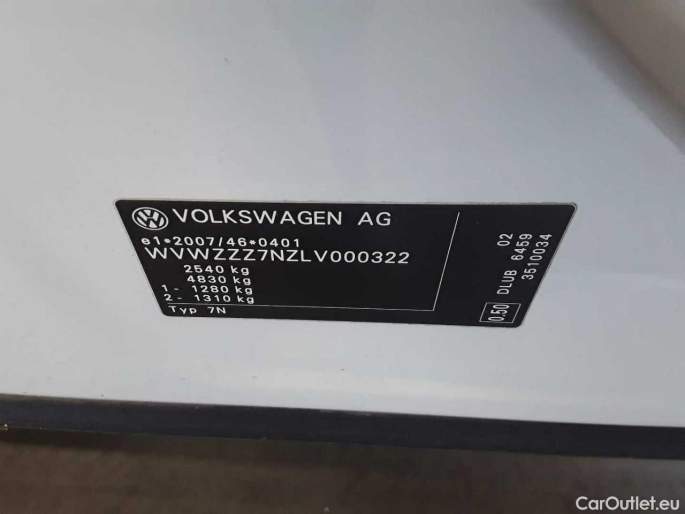 VOLKSWAGEN AG
e1*2007/46*0401
WVWZZZ7NZLV000322
2540 kg
4830 kg
1 - 1280 kg
2 - 1310 kg
Typ 7N
0.50
DLUB 6459 02
3510034
CarOutlet.eu